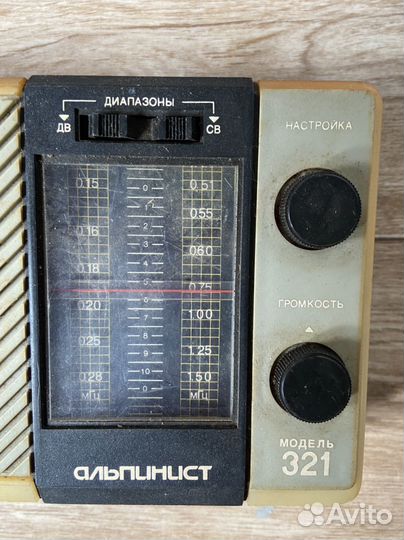 ДИАПАЗОНЫ
ДВ СВ
НАСТРОЙКА
0.15 0 0.51
1 0.55
0.16 2
3 0.60
0.18 4
5 0.75
0.20 6
7 1.00
0.25 8
9 1.25
0.28 10 1.50
МГц 0 МГц
ГРОМКОСТЬ
МОДЕЛЬ
321
альпинист
Avito